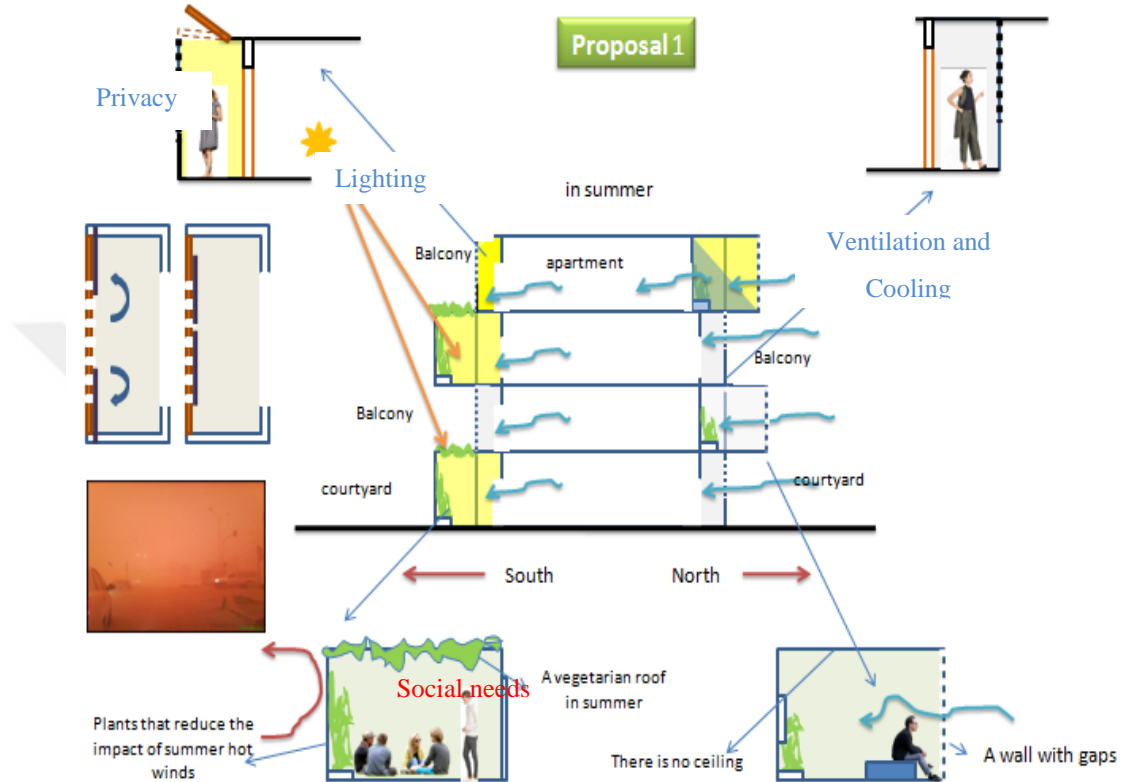 Proposal 1
Privacy
Lighting
in summer
Ventilation and
Cooling
Balcony
apartment
Balcony
Balcony
courtyard
courtyard
South
North
Social needs
A vegetarian roof
in summer
Plants that reduce the
impact of summer hot
winds
There is no ceiling
A wall with gaps